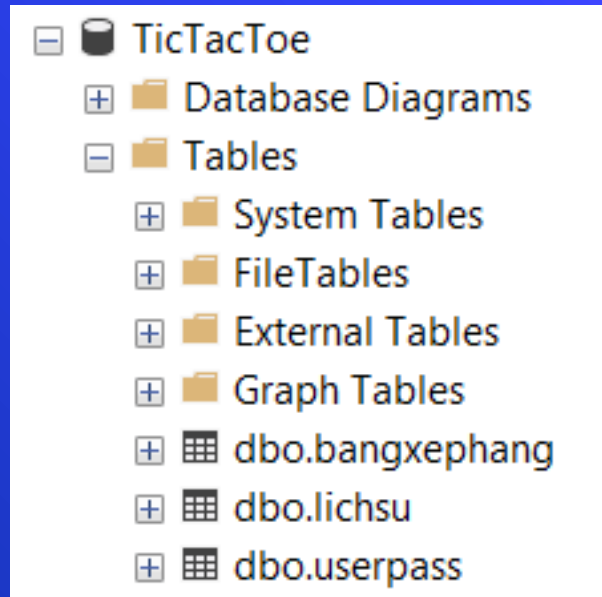 TicTacToe
Database Diagrams
Tables
System Tables
FileTables
External Tables
Graph Tables
dbo.bangxephang
dbo.lichsu
dbo.userpass